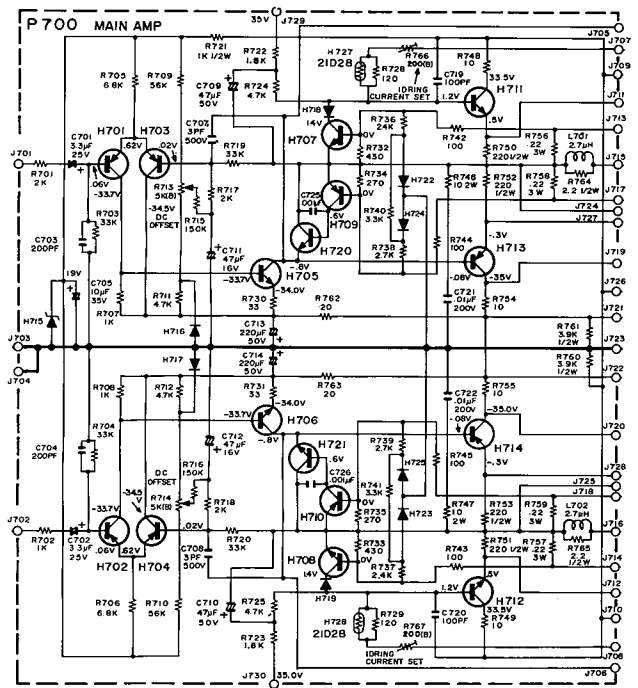 P700 MAIN AMP
35V
J729
J705
J707
J709
J711
J713
J715
J717
J724
J727
J719
J726
J721
J723
J722
J720
J728
J725
J718
J716
J714
J712
J710
J708
J706
R705
6.8K
R709
56K
R721
1K 1/2W
R722
1.8K
R724
4.7K
C709
47µF
50V
H727
21D28
R728
120
R766
200(B)
IDRING
CURRENT SET
C719
100PF
R748
10
33.5V
1.2V
H711
.5V
H718
1.4V
H707
0V
R736
24K
R742
100
R732
430
R734
270
0V
H701
H703
.62V
.02V
C701
3.3µF
25V
J701
R701
2K
.06V
-33.7V
R703
33K
-34.5V
DC
OFFSET
R713
5K(B)
R715
150K
R717
2K
R719
33K
3PF
500V
C725
.001µF
.6V
H709
H720
-.8V
R740
3.3K
H722
H724
R738
2.7K
R746
10 2W
R750
220 1/2W
R752
220
1/2W
R756
.22
3W
R758
.22
3W
L701
2.7µH
R764
2.2 1/2W
R744
100
-.3V
H713
-.08V
-35V
C721
.01µF
200V
R754
10
C703
200PF
19V
C705
10µF
35V
R707
1K
R711
4.7K
H715
H716
C711
47µF
16V
-33.7V
H705
-34.0V
R730
33
R762
20
C713
220µF
50V
R761
3.9K
1/2W
J703
J704
H717
C714
220µF
50V
R760
3.9K
1/2W
R708
1K
R712
4.7K
R731
33
R763
20
-34.0V
-33.7V
H706
-.8V
C722
.01µF
200V
-.08V
R755
10
-35.0V
H714
R745
100
-.3V
C704
200PF
R704
33K
C712
47µF
16V
DC
OFFSET
-34.5
V
R714
5K(B)
R716
150K
R718
2K
H721
.6V
C726
.001µF
H710
R739
2.7K
R741
3.3K
H725
H723
R735
270
0V
R747
10
2W
R753
220
1/2W
R759
.22
3W
L702
2.7µH
R751
220 1/2W
R757
.22
3W
R765
2.2
1/2W
-33.7V
J702
R702
1K
C702
3.3µF
25V
.06V
.62V
H702
H704
.02V
C708
3PF
500V
R720
33K
R733
430
0V
R737
2.4K
R743
100
H708
1.4V
H719
R706
6.8K
R710
56K
C710
47µF
50V
R725
4.7K
R723
1.8K
H728
21D28
R729
120
R767
200(B)
IDRING
CURRENT SET
1.2V
C720
100PF
.5V
H712
33.5V
R749
10
J730
35.0V